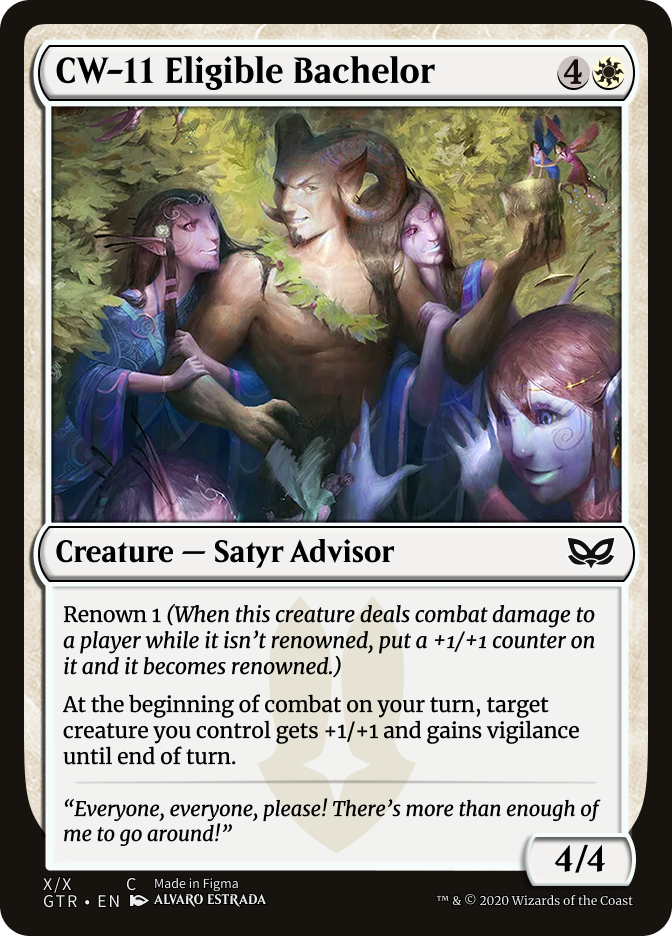 CW-11 Eligible Bachelor
4
Creature — Satyr Advisor
Renown 1 (When this creature deals combat damage to
a player while it isn’t renowned, put a +1/+1 counter on
it and it becomes renowned.)
At the beginning of combat on your turn, target
creature you control gets +1/+1 and gains vigilance
until end of turn.
“Everyone, everyone, please! There’s more than enough of
me to go around!”
4/4
X/X C Made in Figma
GTR • EN ALVARO ESTRADA ™ & © 2020 Wizards of the Coast